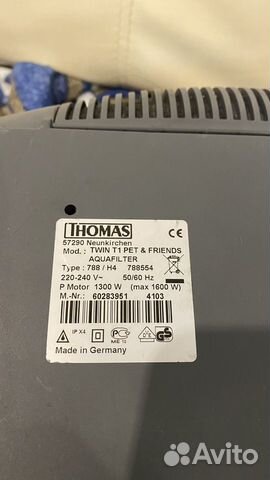 THOMAS
57290 Neunkirchen
Mod.: TWIN T1 PET & FRIENDS
AQUAFILTER
Type: 788 / H4 788554
220-240 V~ 50/60 Hz
P Motor 1300 W (max 1600 W)
M.-Nr.: 60283951 4103
IP X4
ME 10
Made in Germany
Avito